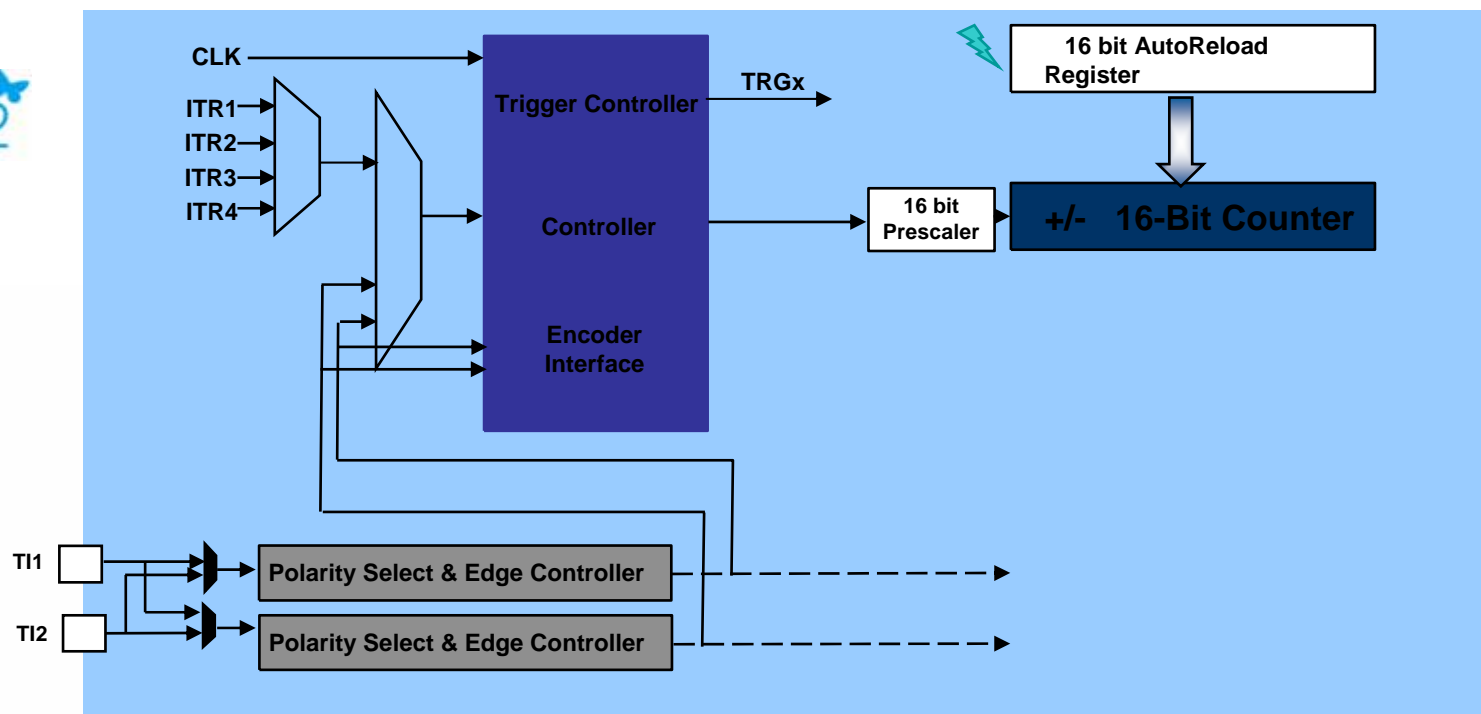 CLK
ITR1
ITR2
ITR3
ITR4
Trigger Controller
TRGx
16 bit AutoReload
Register
Controller
16 bit
Prescaler
+/- 16-Bit Counter
Encoder
Interface
TI1
Polarity Select & Edge Controller
TI2
Polarity Select & Edge Controller